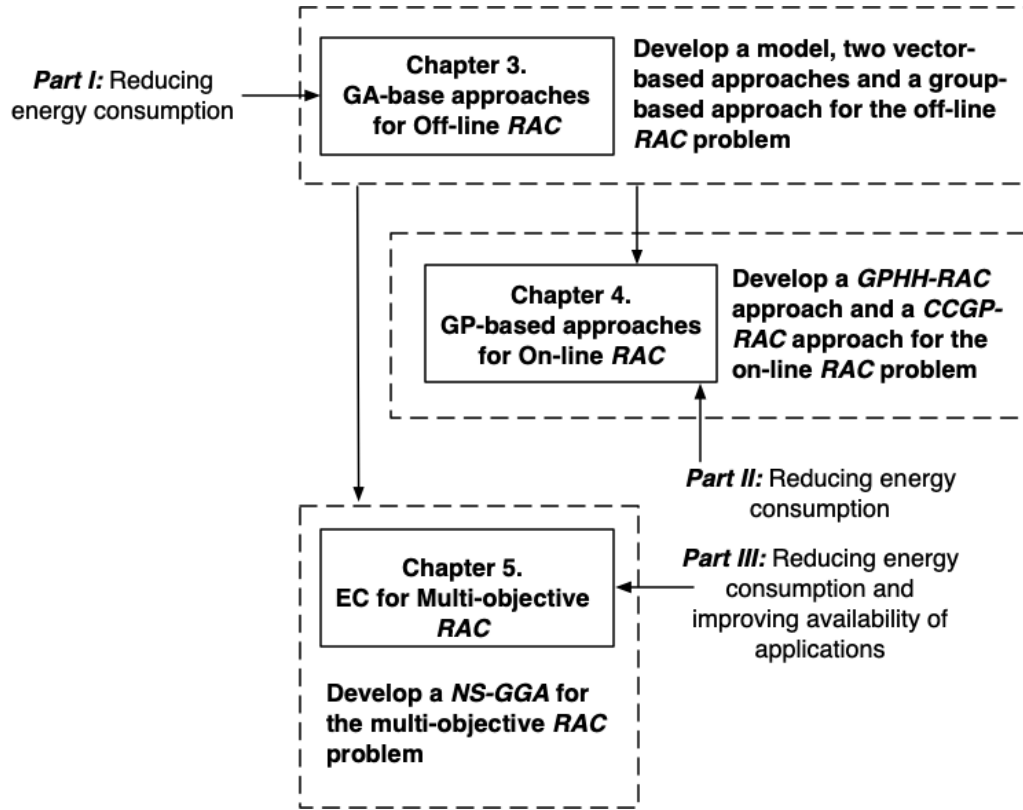 Part I: Reducing
energy consumption
Chapter 3.
GA-base approaches
for Off-line RAC
Develop a model, two vector-
based approaches and a group-
based approach for the off-line
RAC problem
Chapter 4.
GP-based approaches
for On-line RAC
Develop a GPHH-RAC
approach and a CCGP-
RAC approach for the
on-line RAC problem
Part II: Reducing energy
consumption
Chapter 5.
EC for Multi-objective
RAC
Part III: Reducing energy
consumption and
improving availability of
applications
Develop a NS-GGA for
the multi-objective RAC
problem